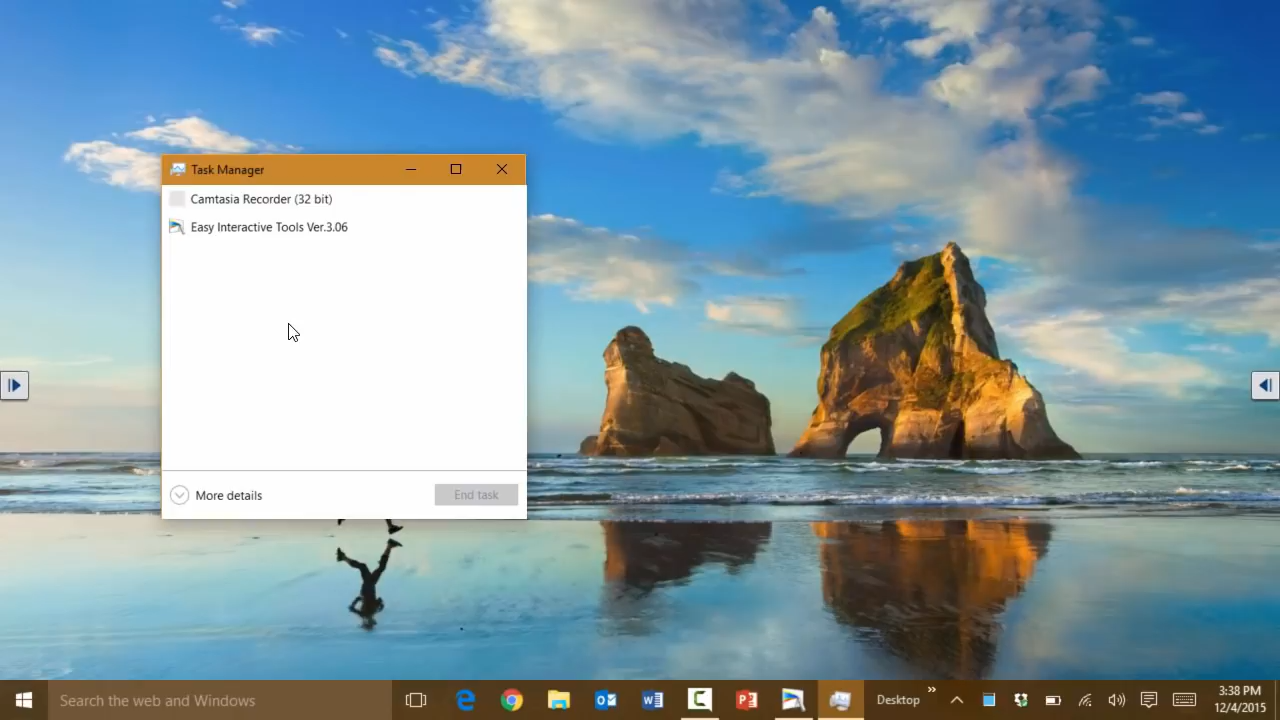 Task Manager
Camtasia Recorder (32 bit)
Easy Interactive Tools Ver.3.06
More details
End task
Search the web and Windows
Desktop
3:38 PM
12/4/2015